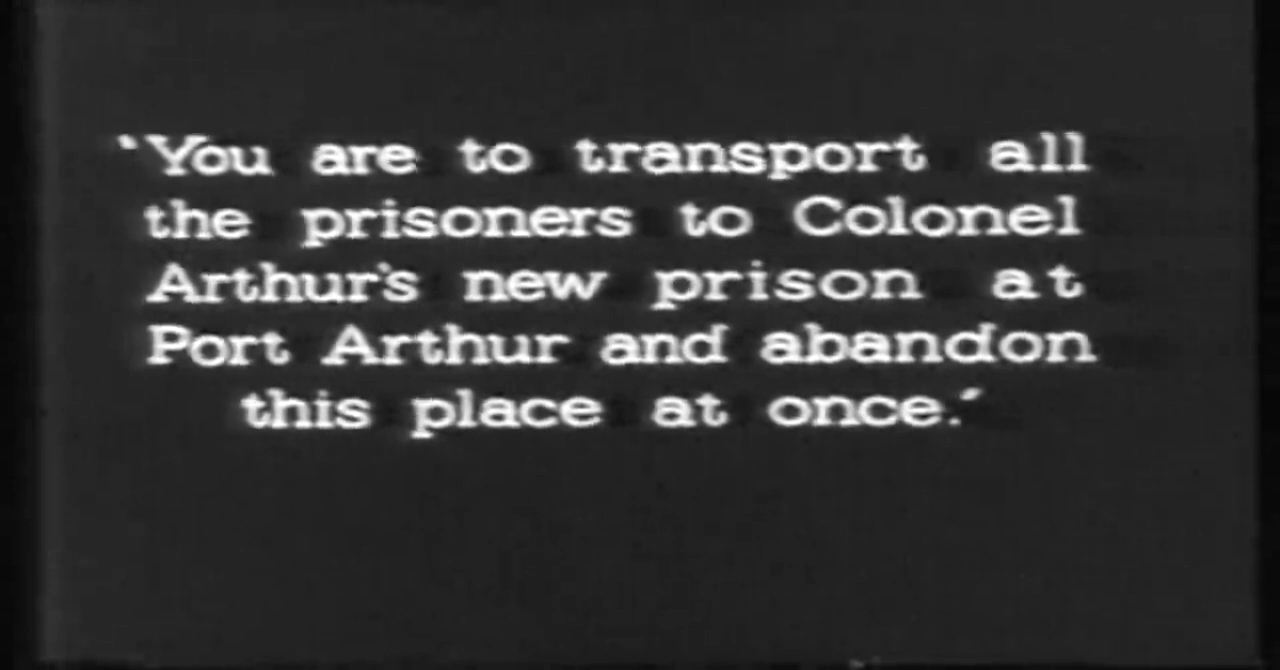 ‘You are to transport all
the prisoners to Colonel
Arthur's new prison at
Port Arthur and abandon
this place at once.’